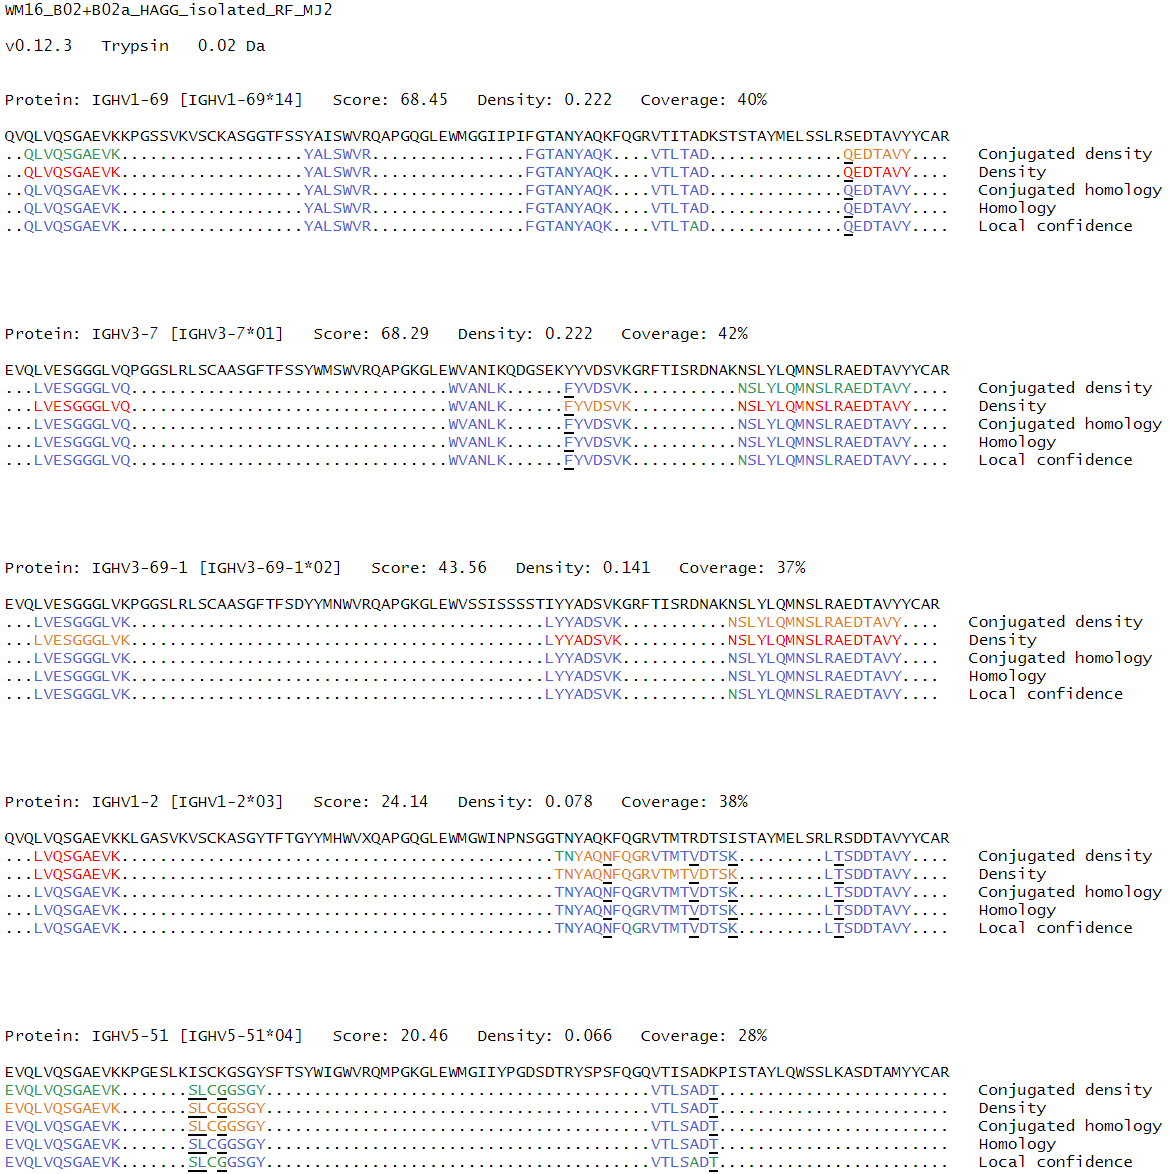 WM16_B02+B02a_HAGG_isolated_RF_MJ2
v0.12.3 Trypsin 0.02 Da
Protein: IGHV1-69 [IGHV1-69*14] Score: 68.45 Density: 0.222 Coverage: 40%
QVQLVQSGAEVKKPGSSVKVSCKASGGTFSSYAISWVRQAPGQGLEWMGGIIPIFGTANYAQKFQGRVTITADKSTSTAYMELSSLRSEDTAVYYCAR
..QLVQSGAEVK...................YALSWVR................FGTANYAQK....VTLTAD..............QEDTAVY.... Conjugated density
..QLVQSGAEVK...................YALSWVR................FGTANYAQK....VTLTAD..............QEDTAVY.... Density
..QLVQSGAEVK...................YALSWVR................FGTANYAQK....VTLTAD..............QEDTAVY.... Conjugated homology
..QLVQSGAEVK...................YALSWVR................FGTANYAQK....VTLTAD..............QEDTAVY.... Homology
..QLVQSGAEVK...................YALSWVR................FGTANYAQK....VTLTAD..............QEDTAVY.... Local confidence
Protein: IGHV3-7 [IGHV3-7*01] Score: 68.29 Density: 0.222 Coverage: 42%
EVQLVESGGGLVQPGGSLRLSCAASGFTFSSYWMSWVRQAPGKGLEWVANIKQDGSEKYYVDSVKGRFTISRDNAKNSLYLQMNSLRAEDTAVYYCAR
...LVESGGGLVQ.................................WVANLK......FYVDSVK...........NSLYLQMNSLRAEDTAVY.... Conjugated density
...LVESGGGLVQ.................................WVANLK......FYVDSVK...........NSLYLQMNSLRAEDTAVY.... Density
...LVESGGGLVQ.................................WVANLK......FYVDSVK...........NSLYLQMNSLRAEDTAVY.... Conjugated homology
...LVESGGGLVQ.................................WVANLK......FYVDSVK...........NSLYLQMNSLRAEDTAVY.... Homology
...LVESGGGLVQ.................................WVANLK......FYVDSVK...........NSLYLQMNSLRAEDTAVY.... Local confidence
Protein: IGHV3-69-1 [IGHV3-69-1*02] Score: 43.56 Density: 0.141 Coverage: 37%
EVQLVESGGGLVKPGGSLRLSCAASGFTFSDYYMNWVRQAPGKGLEWVSSISSSSTIYYADSVKGRFTISRDNAKNSLYLQMNSLRAEDTAVYYCAR
...LVESGGGLVK...........................................LYYADSVK...........NSLYLQMNSLRAEDTAVY.... Conjugated density
...LVESGGGLVK...........................................LYYADSVK...........NSLYLQMNSLRAEDTAVY.... Density
...LVESGGGLVK...........................................LYYADSVK...........NSLYLQMNSLRAEDTAVY.... Conjugated homology
...LVESGGGLVK...........................................LYYADSVK...........NSLYLQMNSLRAEDTAVY.... Homology
...LVESGGGLVK...........................................LYYADSVK...........NSLYLQMNSLRAEDTAVY.... Local confidence
Protein: IGHV1-2 [IGHV1-2*03] Score: 24.14 Density: 0.078 Coverage: 38%
QVQLVQSGAEVKKLGASVKVSCKASGYTFTGYYMHWVXQAPGQGLEWMGWINPNSGGTNYAQKFQGRVTMTRDTSISTAYMELSRLRSDDTAVYYCAR
...LVQSGAEVK.............................................TNYAQNFQGRVTMTVDTSK.........LTSDDTAVY.... Conjugated density
...LVQSGAEVK.............................................TNYAQNFQGRVTMTVDTSK.........LTSDDTAVY.... Density
...LVQSGAEVK.............................................TNYAQNFQGRVTMTVDTSK.........LTSDDTAVY.... Conjugated homology
...LVQSGAEVK.............................................TNYAQNFQGRVTMTVDTSK.........LTSDDTAVY.... Homology
...LVQSGAEVK.............................................TNYAQNFQGRVTMTVDTSK.........LTSDDTAVY.... Local confidence
Protein: IGHV5-51 [IGHV5-51*04] Score: 20.46 Density: 0.066 Coverage: 28%
EVQLVQSGAEVKKPGESLKISCKGSGYSFTSYWIGWVRQMPGKGLEWMGIIYPGDSDTRYSPSFQGQVTISADKPISTAYLQWSSLKASDTAMYYCAR
EVQLVQSGAEVK.......SLCGGSGY........................................VTLSADT........................ Conjugated density
EVQLVQSGAEVK.......SLCGGSGY........................................VTLSADT........................ Density
EVQLVQSGAEVK.......SLCGGSGY........................................VTLSADT........................ Conjugated homology
EVQLVQSGAEVK.......SLCGGSGY........................................VTLSADT........................ Homology
EVQLVQSGAEVK.......SLCGGSGY........................................VTLSADT........................ Local confidence